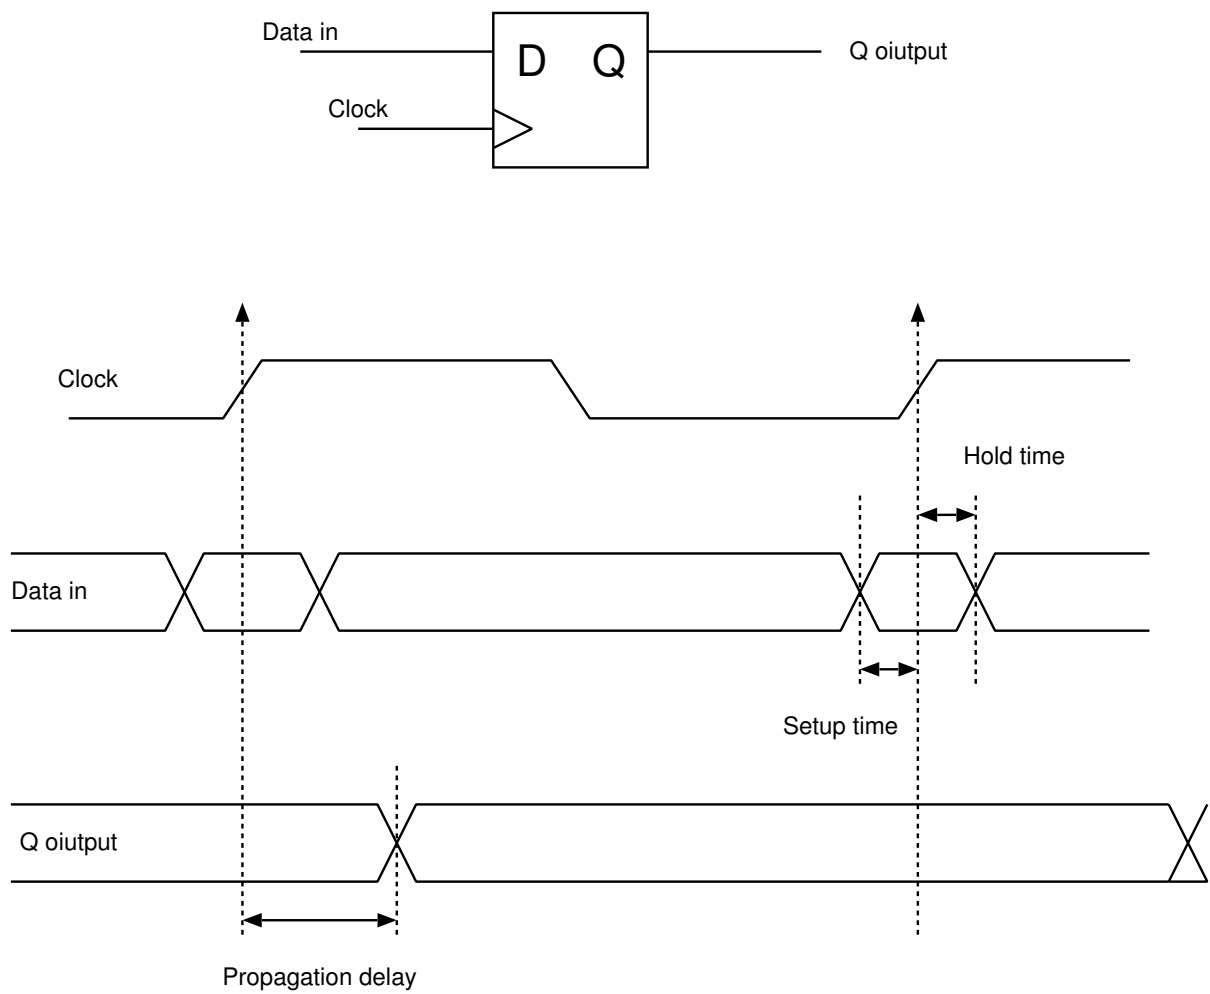 Data in
D Q
Q oiutput
Clock
Clock
Hold time
Data in
Setup time
Q oiutput
Propagation delay